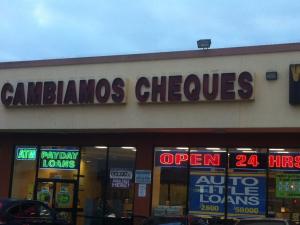 CAMBIAMOS CHEQUES
ATM
PAYDAY
LOANS
OPEN 24 HRS
AUTO
TITLE
LOANS